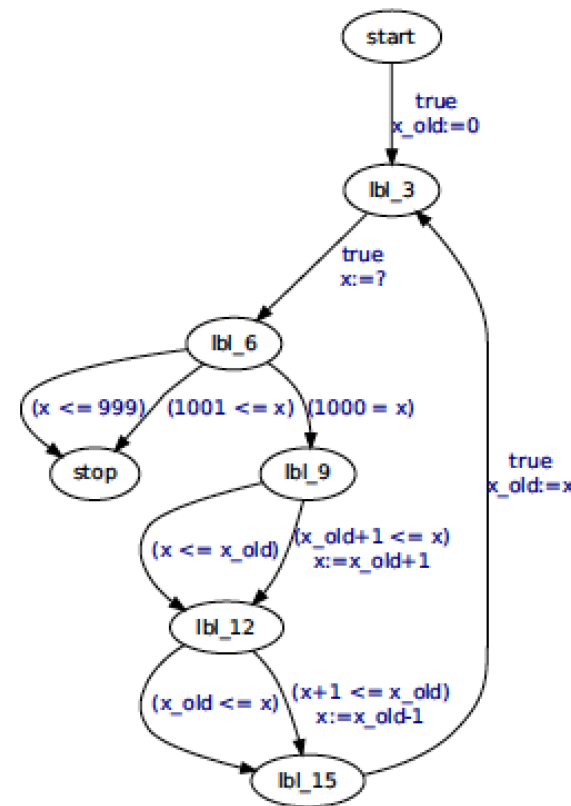 start
true
x_old:=0
lbl_3
true
x:=?
lbl_6
(x <= 999)
(1001 <= x)
(1000 = x)
stop
lbl_9
true
x_old:=x
(x <= x_old)
(x_old+1 <= x)
x:=x_old+1
lbl_12
(x_old <= x)
(x+1 <= x_old)
x:=x_old-1
lbl_15